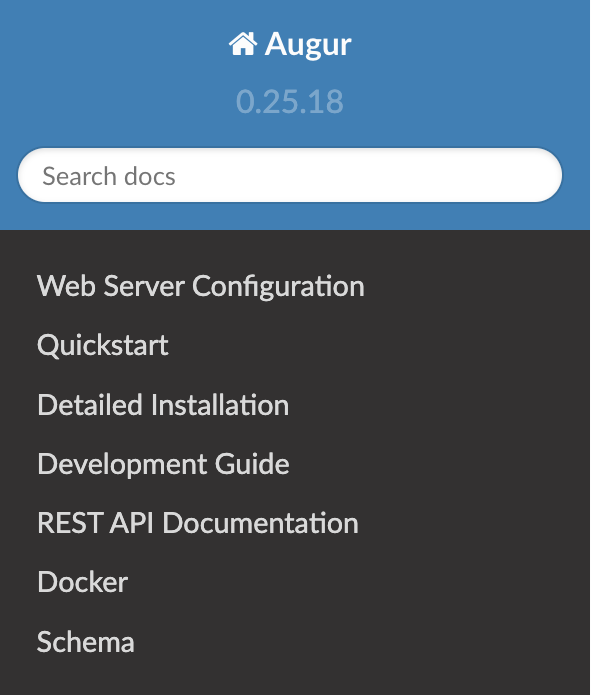 Augur
0.25.18
Search docs
Web Server Configuration
Quickstart
Detailed Installation
Development Guide
REST API Documentation
Docker
Schema